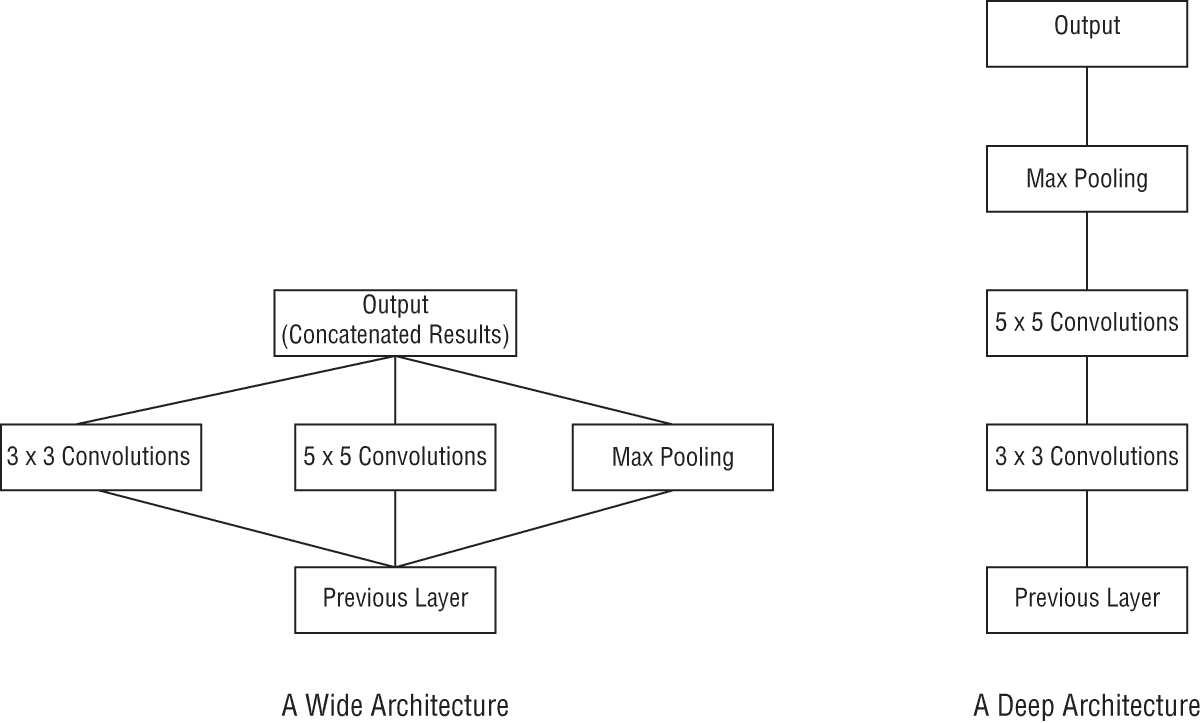 Output
(Concatenated Results)
3 x 3 Convolutions
5 x 5 Convolutions
Max Pooling
Previous Layer
A Wide Architecture
Output
Max Pooling
5 x 5 Convolutions
3 x 3 Convolutions
Previous Layer
A Deep Architecture